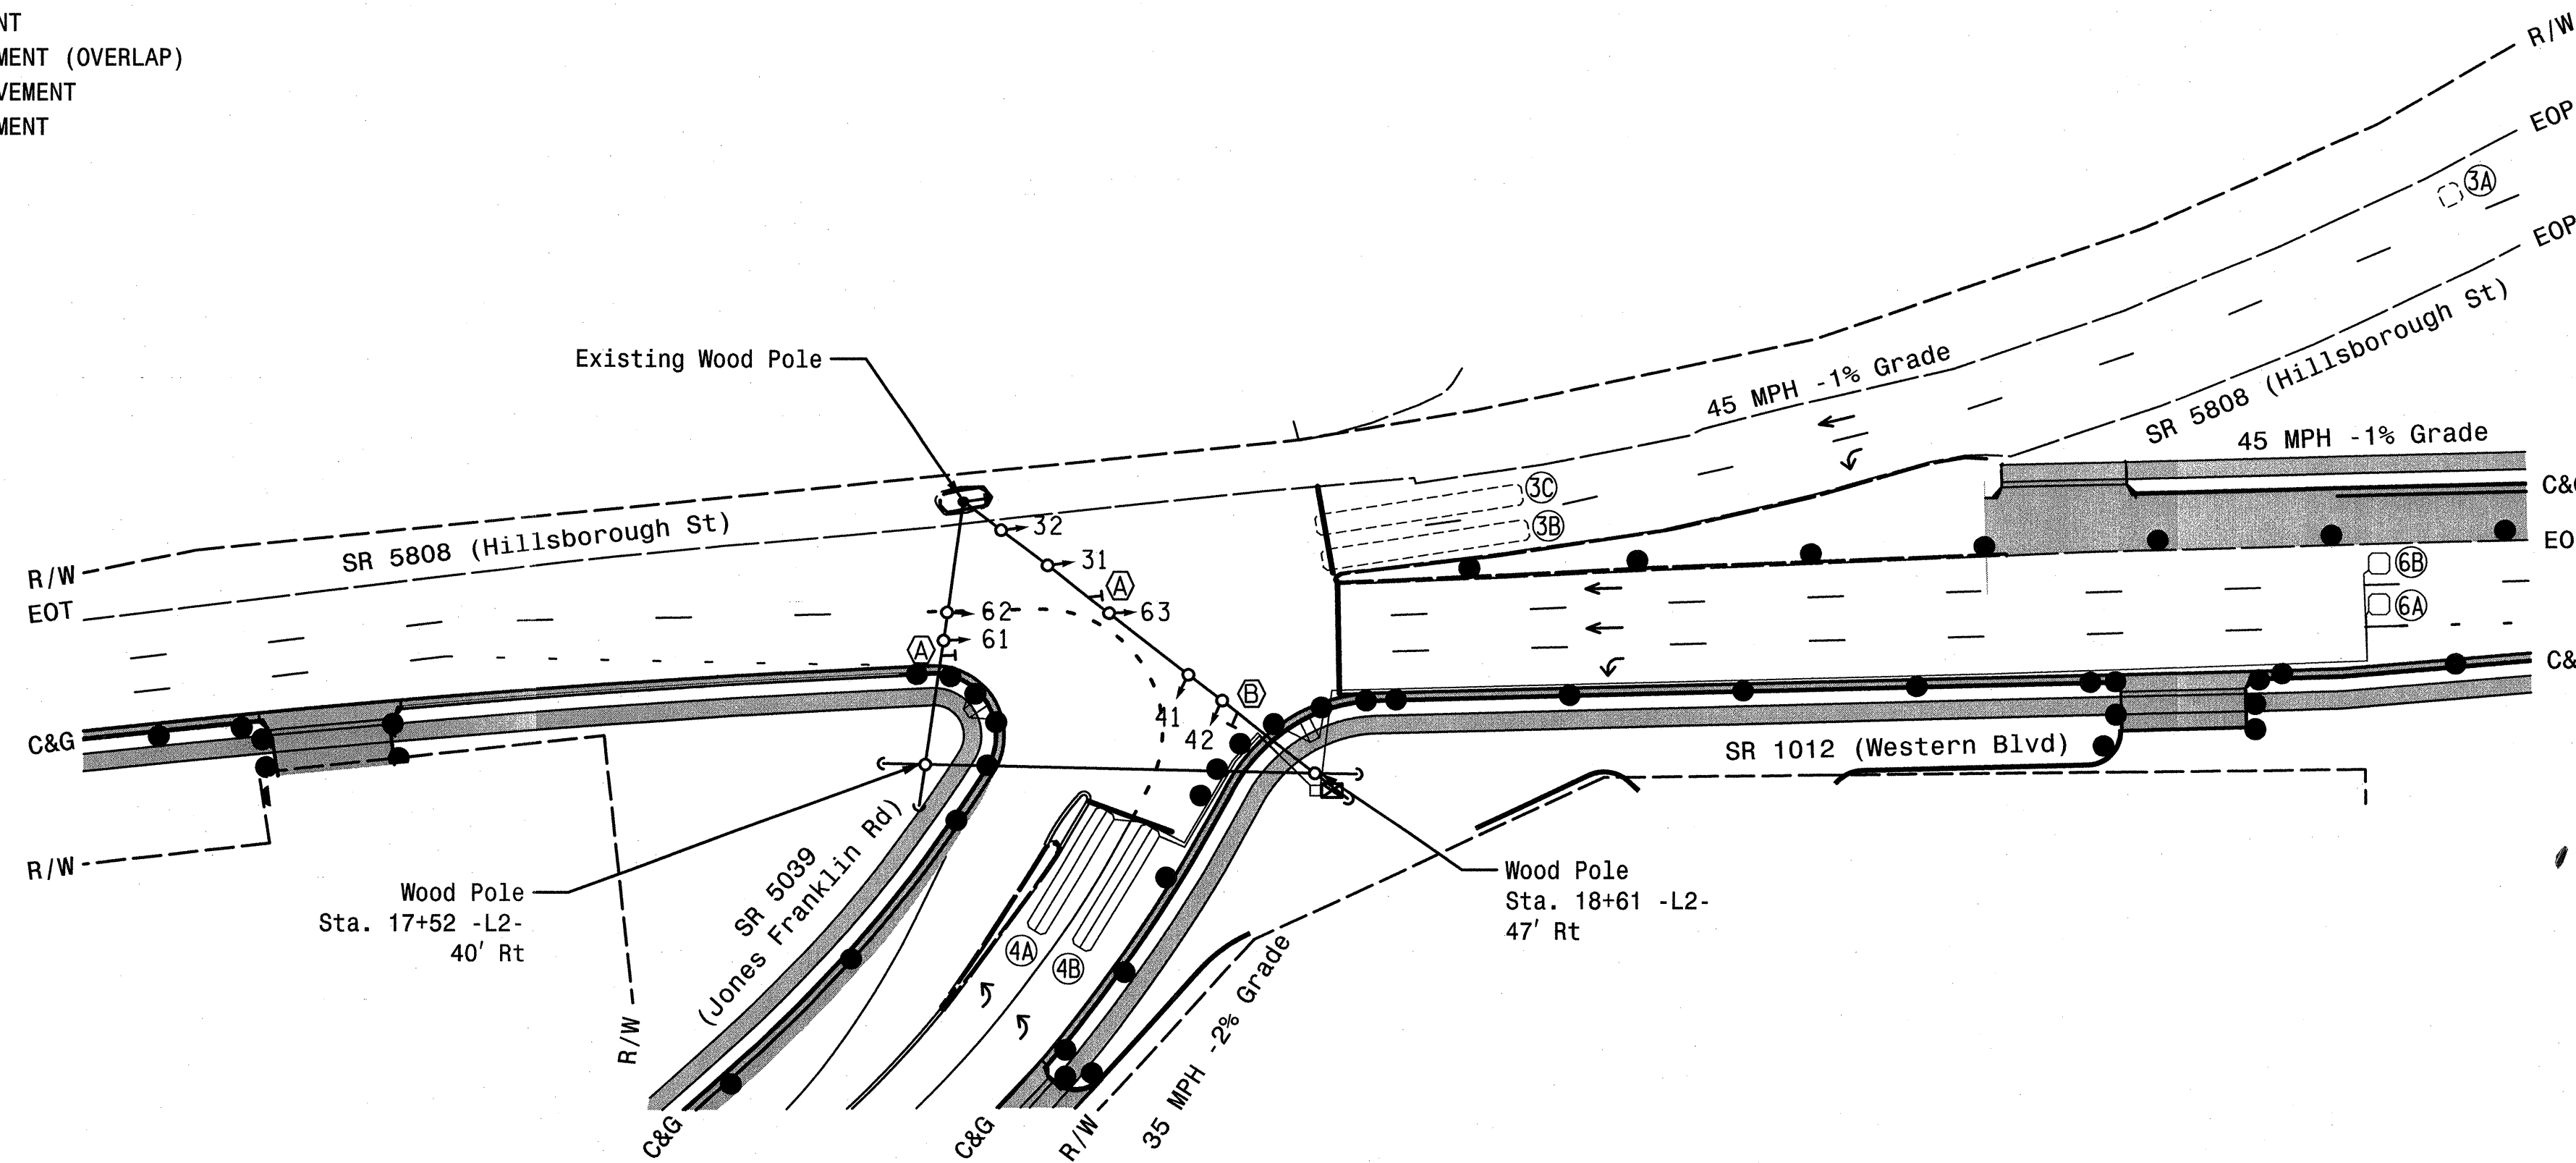 NT
MENT (OVERLAP)
VEMENT
MENT
R/W
EOP
3A
EOP
Existing Wood Pole
45 MPH -1% Grade
SR 5808 (Hillsborough St)
45 MPH -1% Grade
C&G
3C
3B
32
SR 5808 (Hillsborough St)
31
A
R/W
EOT
62
63
61
A
EO
6B
6A
C&
B
41
42
C&G
SR 1012 (Western Blvd)
R/W
SR 5039
(Jones Franklin Rd)
Wood Pole
Sta. 17+52 -L2-
40' Rt
Wood Pole
Sta. 18+61 -L2-
47' Rt
4A
4B
R/W
35 MPH -2% Grade
C&G
C&G
R/W